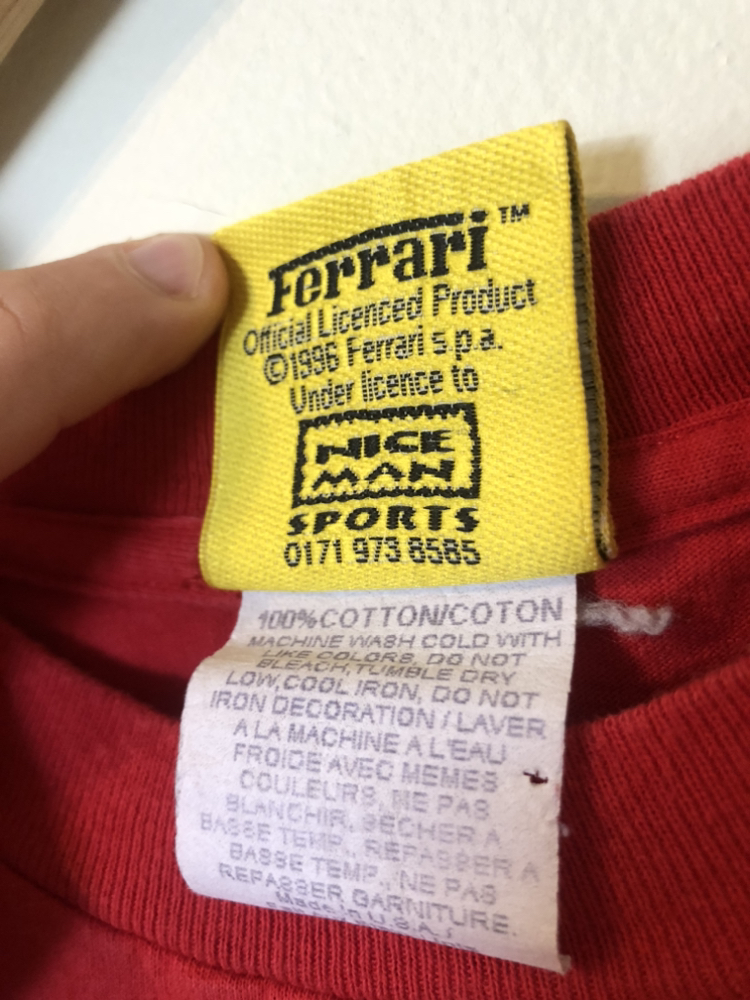 Ferrari™
Official Licenced Product
©1996 Ferrari s.p.a.
Under licence to
NICE
MAN
SPORTS
0171 973 8585
100% COTTON/COTON
MACHINE WASH COLD WITH
LIKE COLORS, DO NOT
BLEACH, TUMBLE DRY
LOW, COOL IRON, DO NOT
IRON DECORATION / LAVER
A LA MACHINE A L'EAU
FROIDE AVEC MEMES
COULEURS, NE PAS
BLANCHIR, SECHER A
BASSE TEMP., REPASSER A
BASSE TEMP., NE PAS
REPASSER GARNITURE.
Made in U.S.A. /